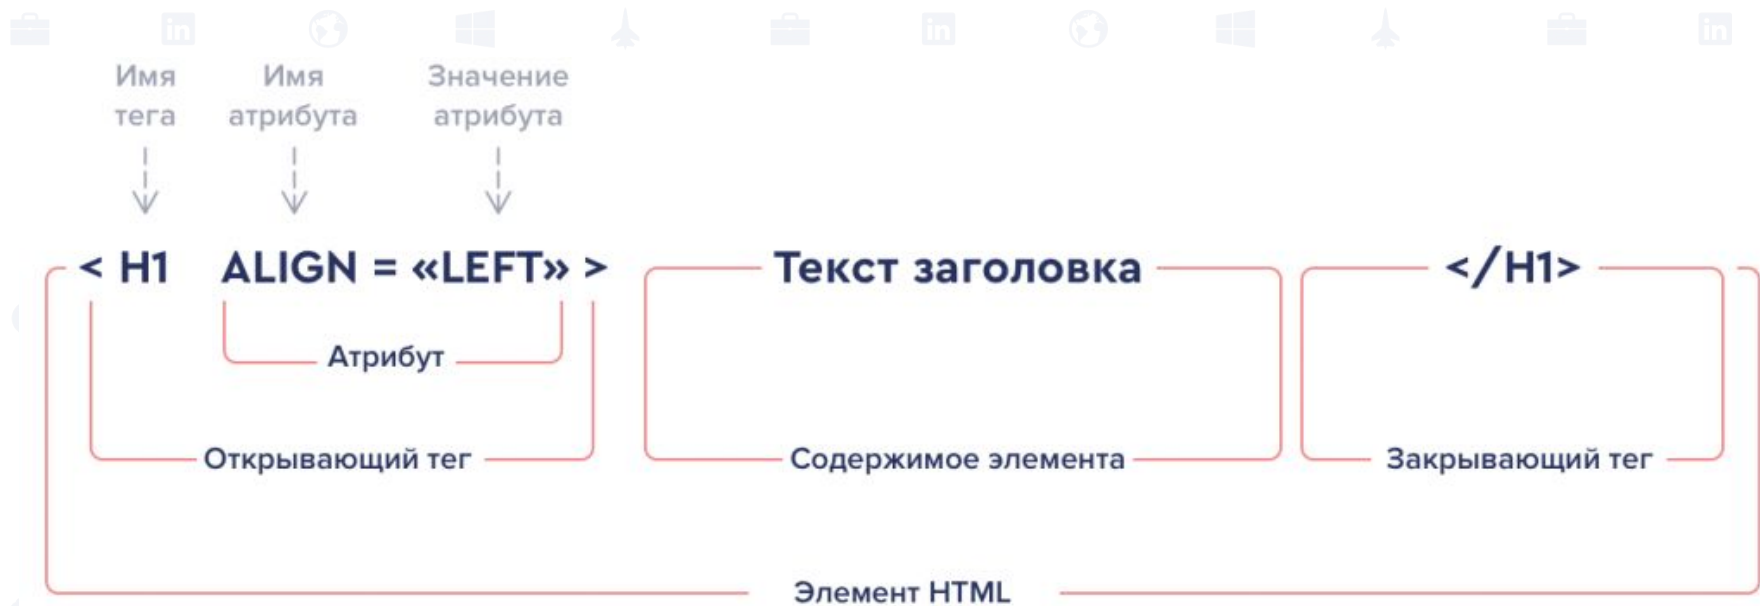 Имя Имя Значение
тега атрибута атрибута
< H1 ALIGN = «LEFT» > Текст заголовка </H1>
Атрибут
Открывающий тег Содержимое элемента Закрывающий тег
Элемент HTML